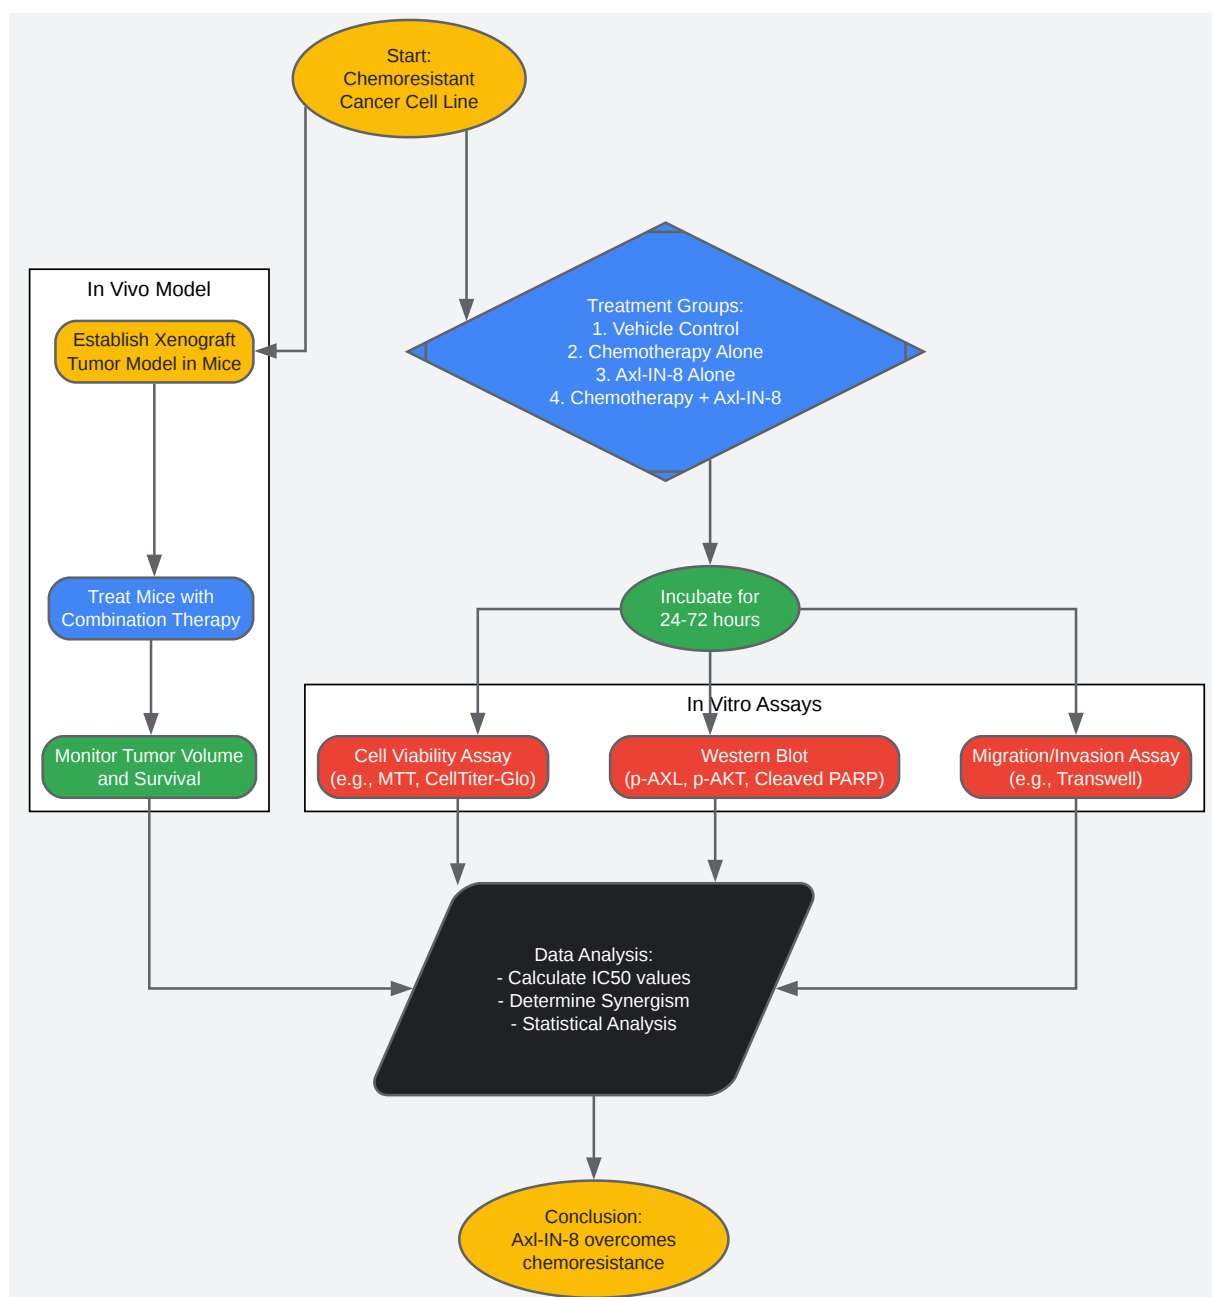 Start:
Chemoresistant
Cancer Cell Line
In Vivo Model
Establish Xenograft
Tumor Model in Mice
Treatment Groups:
1. Vehicle Control
2. Chemotherapy Alone
3. Axl-IN-8 Alone
4. Chemotherapy + Axl-IN-8
Treat Mice with
Combination Therapy
Incubate for
24-72 hours
Monitor Tumor Volume
and Survival
In Vitro Assays
Cell Viability Assay
(e.g., MTT, CellTiter-Glo)
Western Blot
(p-AXL, p-AKT, Cleaved PARP)
Migration/Invasion Assay
(e.g., Transwell)
Data Analysis:
- Calculate IC50 values
- Determine Synergism
- Statistical Analysis
Conclusion:
Axl-IN-8 overcomes
chemoresistance